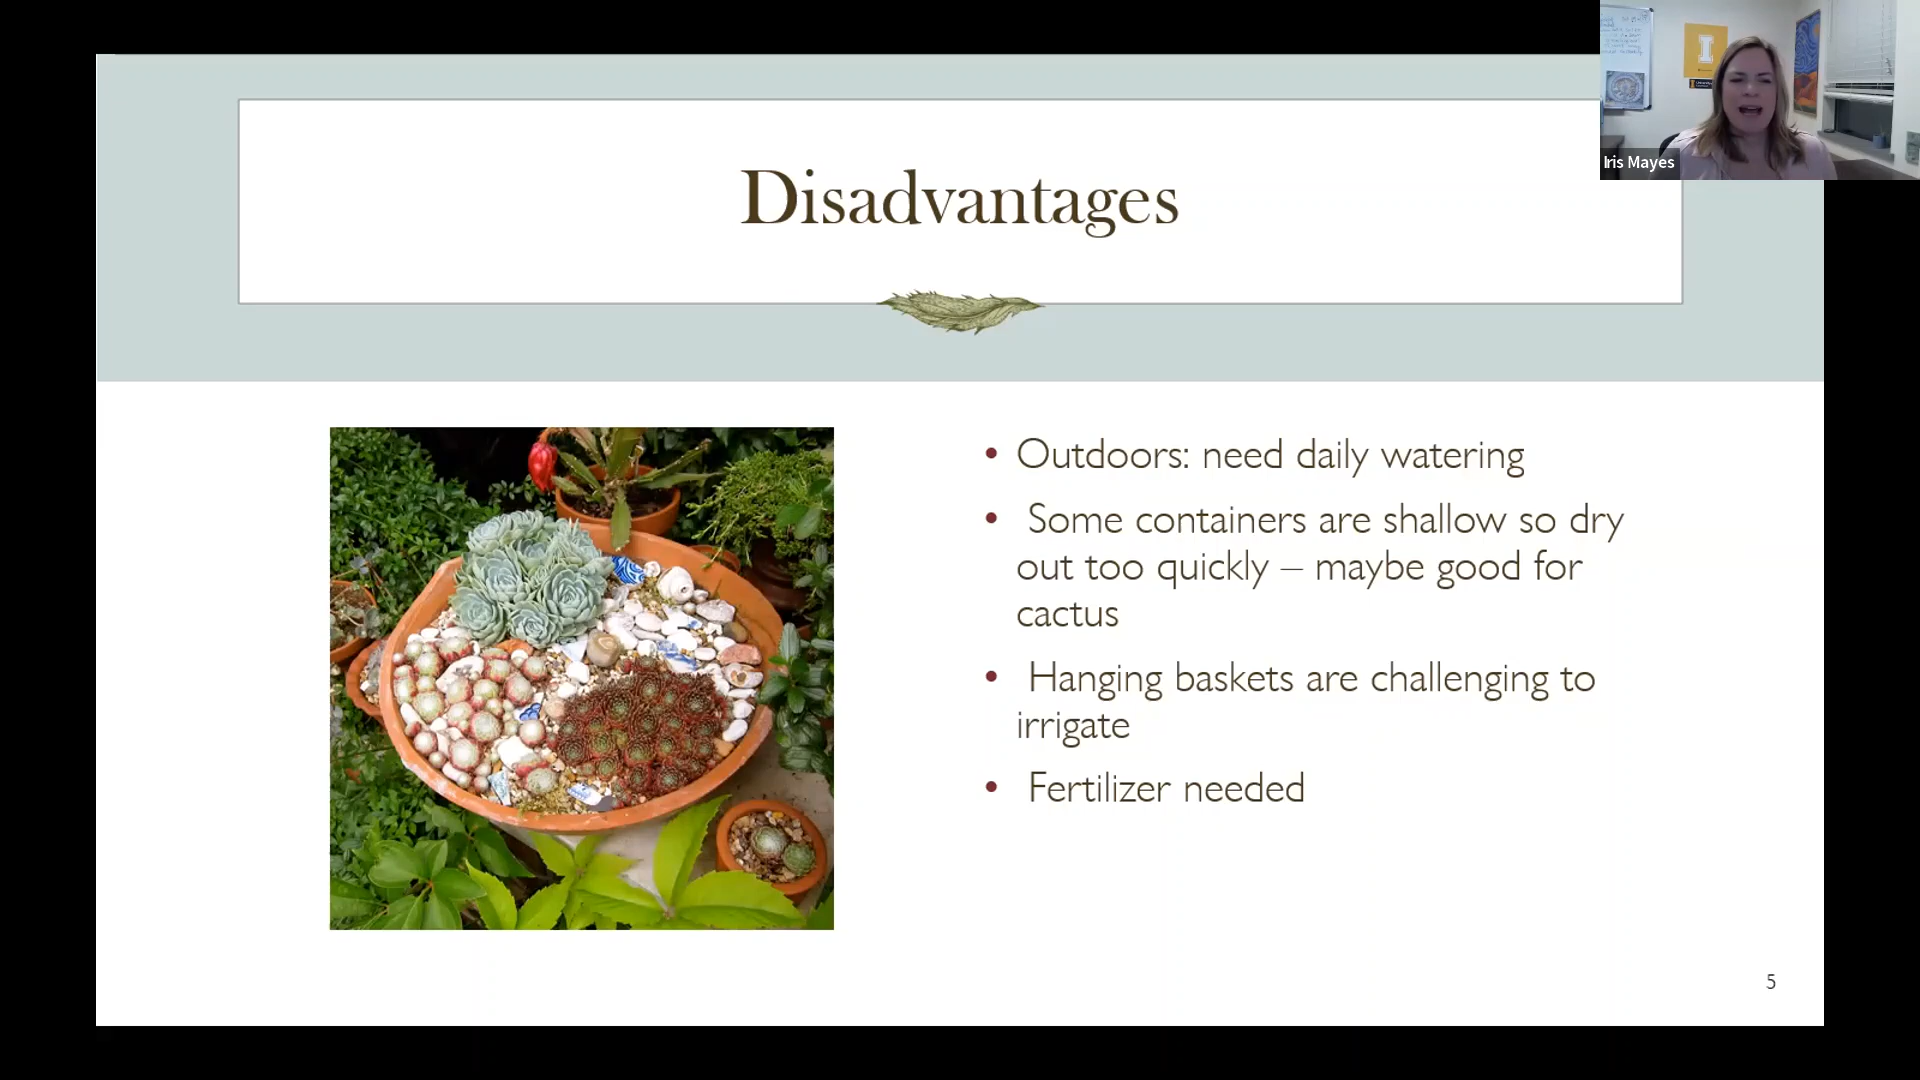 Disadvantages
Iris Mayes
• Outdoors: need daily watering
• Some containers are shallow so dry
out too quickly – maybe good for
cactus
• Hanging baskets are challenging to
irrigate
• Fertilizer needed
5